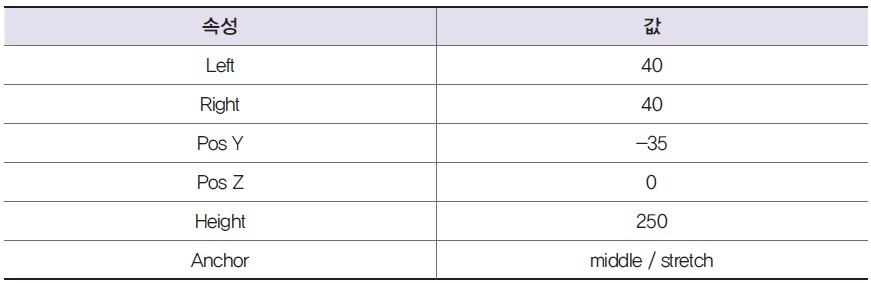 속성 값
Left 40
Right 40
Pos Y –35
Pos Z 0
Height 250
Anchor middle / stretch